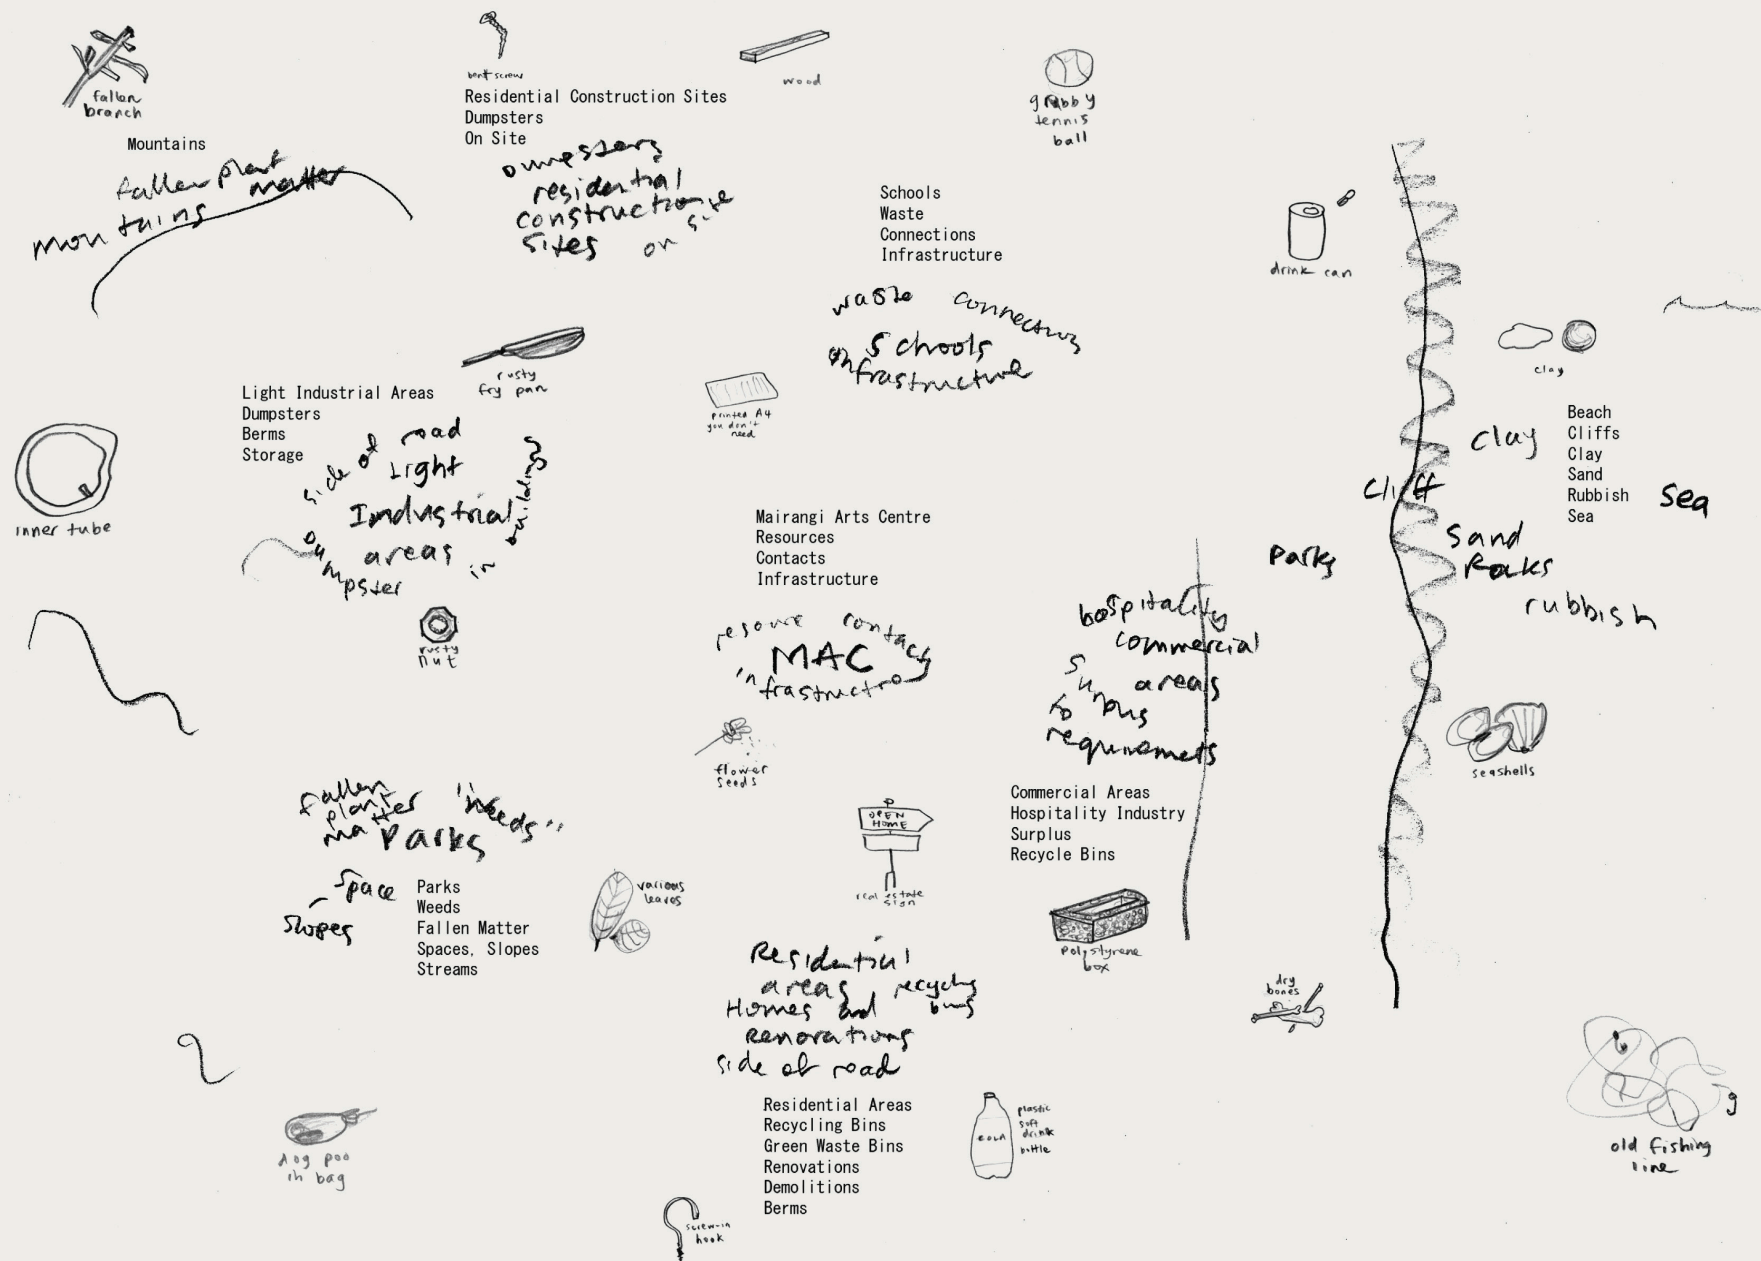 fallen
branch
Mountains
fallen plant
matter
mountains
bent screw
Residential Construction Sites
Dumpsters
On Site
Dumpsters
residential
construction
sites
on site
wood
grubby
tennis
ball
Schools
Waste
Connections
Infrastructure
waste connections
Schools
infrastructure
drink can
clay
rusty
fry pan
printed A4
you don't
need
Light Industrial Areas
Dumpsters
Berms
Storage
side of road
Light
Industrial
areas
in buildings
Dumpster
inner tube
rusty
nut
Beach
Cliffs
Clay
Sand
Rubbish
Sea
clay
cliff
sea
Sand
Parks
rubbish
seashells
Mairangi Arts Centre
Resources
Contacts
Infrastructure
MAC
flower
seeds
hospitality
commercial
areas
surplus
to
Commercial Areas
Hospitality Industry
Surplus
Recycle Bins
polystyrene
box
fallen
plant
matter
"weeds"
Parks
Space
Slopes
Parks
Weeds
Fallen Matter
Spaces, Slopes
Streams
various
leaves
OPEN
HOME
real estate
sign
Residential
areas
recycling
bins
Homes and
Renovations
side of road
Residential Areas
Recycling Bins
Green Waste Bins
Renovations
Demolitions
Berms
plastic
soft
drink
bottle
dry
bones
old fishing
line
dog poo
in bag
screw-in
hook